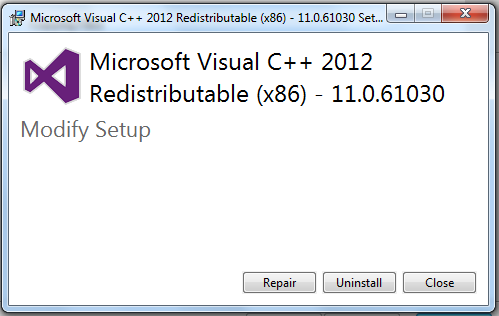 Microsoft Visual C++ 2012 Redistributable (x86) - 11.0.61030 Set...
Microsoft Visual C++ 2012
Redistributable (x86) - 11.0.61030
Modify Setup
Repair
Uninstall
Close